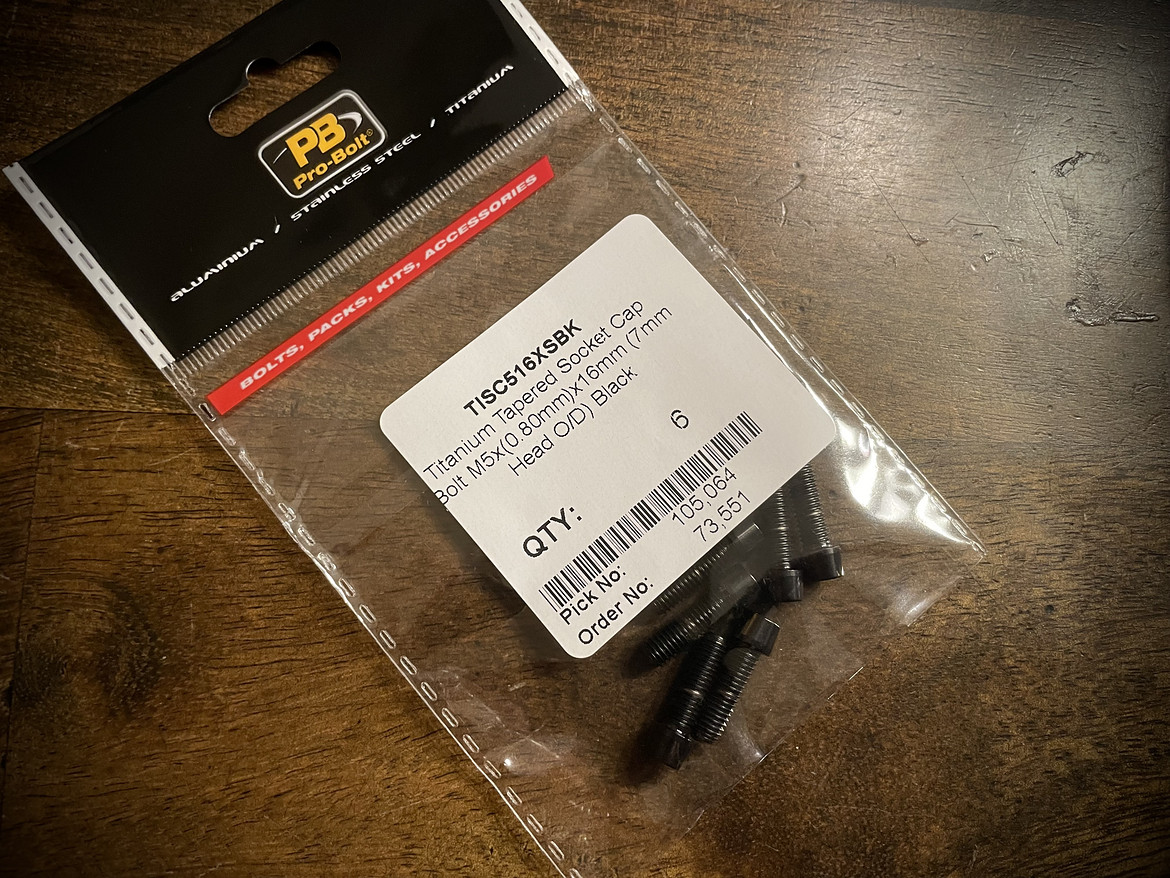 PB
Pro-Bolt®
aLUMINIUM / STaINLESS STEEL / TITaNIUM
BOLTS, PACKS, KITS, ACCESSORIES
TISC516XSBK
Titanium Tapered Socket Cap
Bolt M5x(0.80mm)x16mm (7mm
Head O/D) Black
QTY: 6
Pick No: 105,064
Order No: 73,551